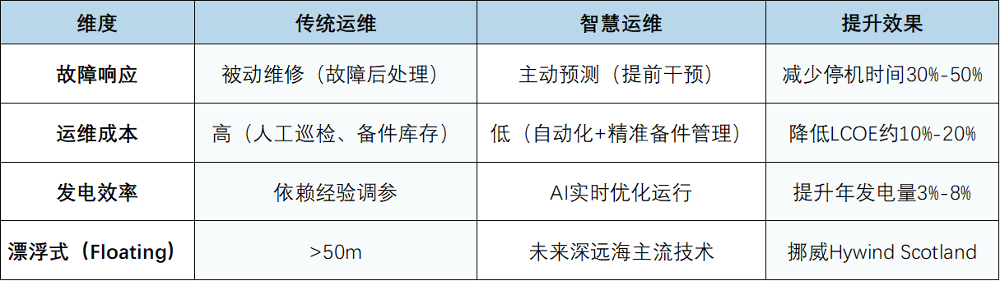 维度 传统运维 智慧运维 提升效果
故障响应 被动维修（故障后处理） 主动预测（提前干预） 减少停机时间30%-50%
运维成本 高（人工巡检、备件库存） 低（自动化+精准备件管理） 降低LCOE约10%-20%
发电效率 依赖经验调参 AI实时优化运行 提升年发电量3%-8%
漂浮式（Floating） >50m 未来深远海主流技术 挪威Hywind Scotland